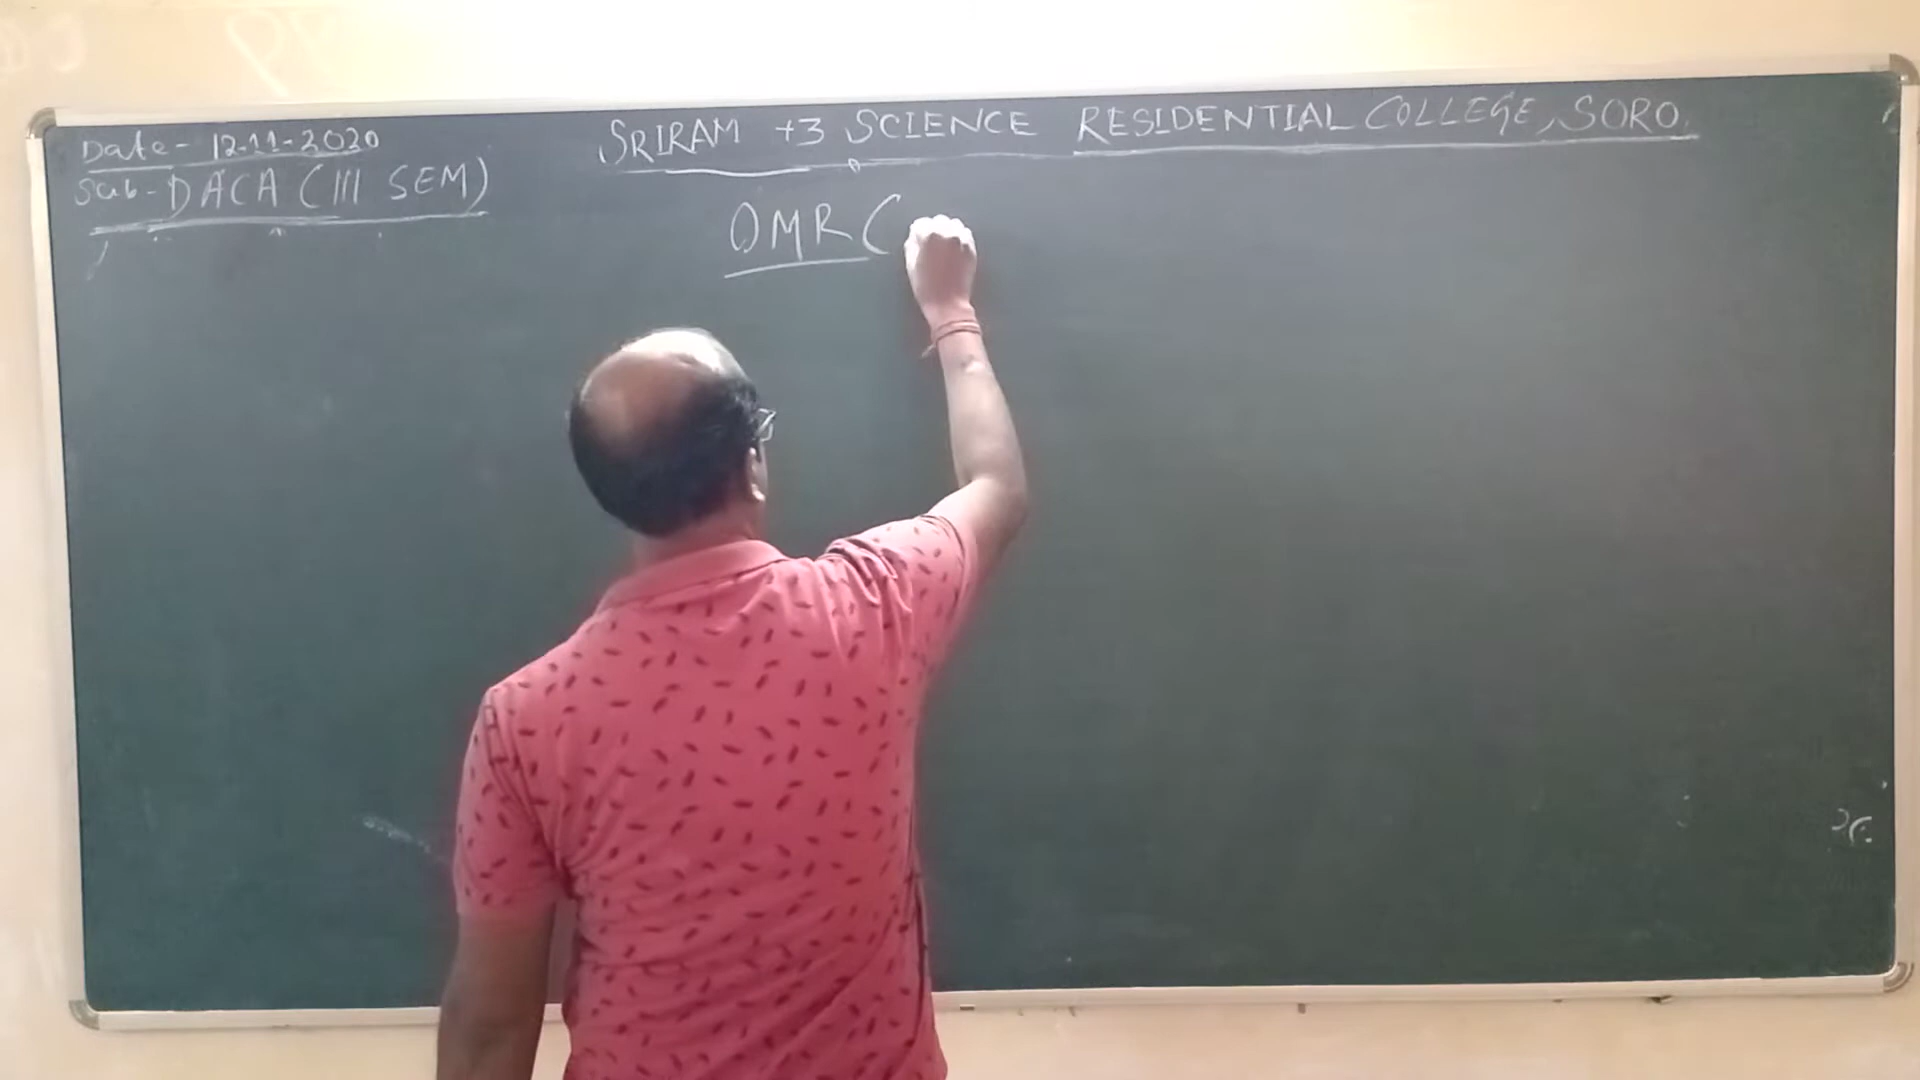 Date- 12-11-2020
SRIRAM +3 SCIENCE RESIDENTIAL COLLEGE, SORO.
Sub-DACA (III SEM)
OMR (